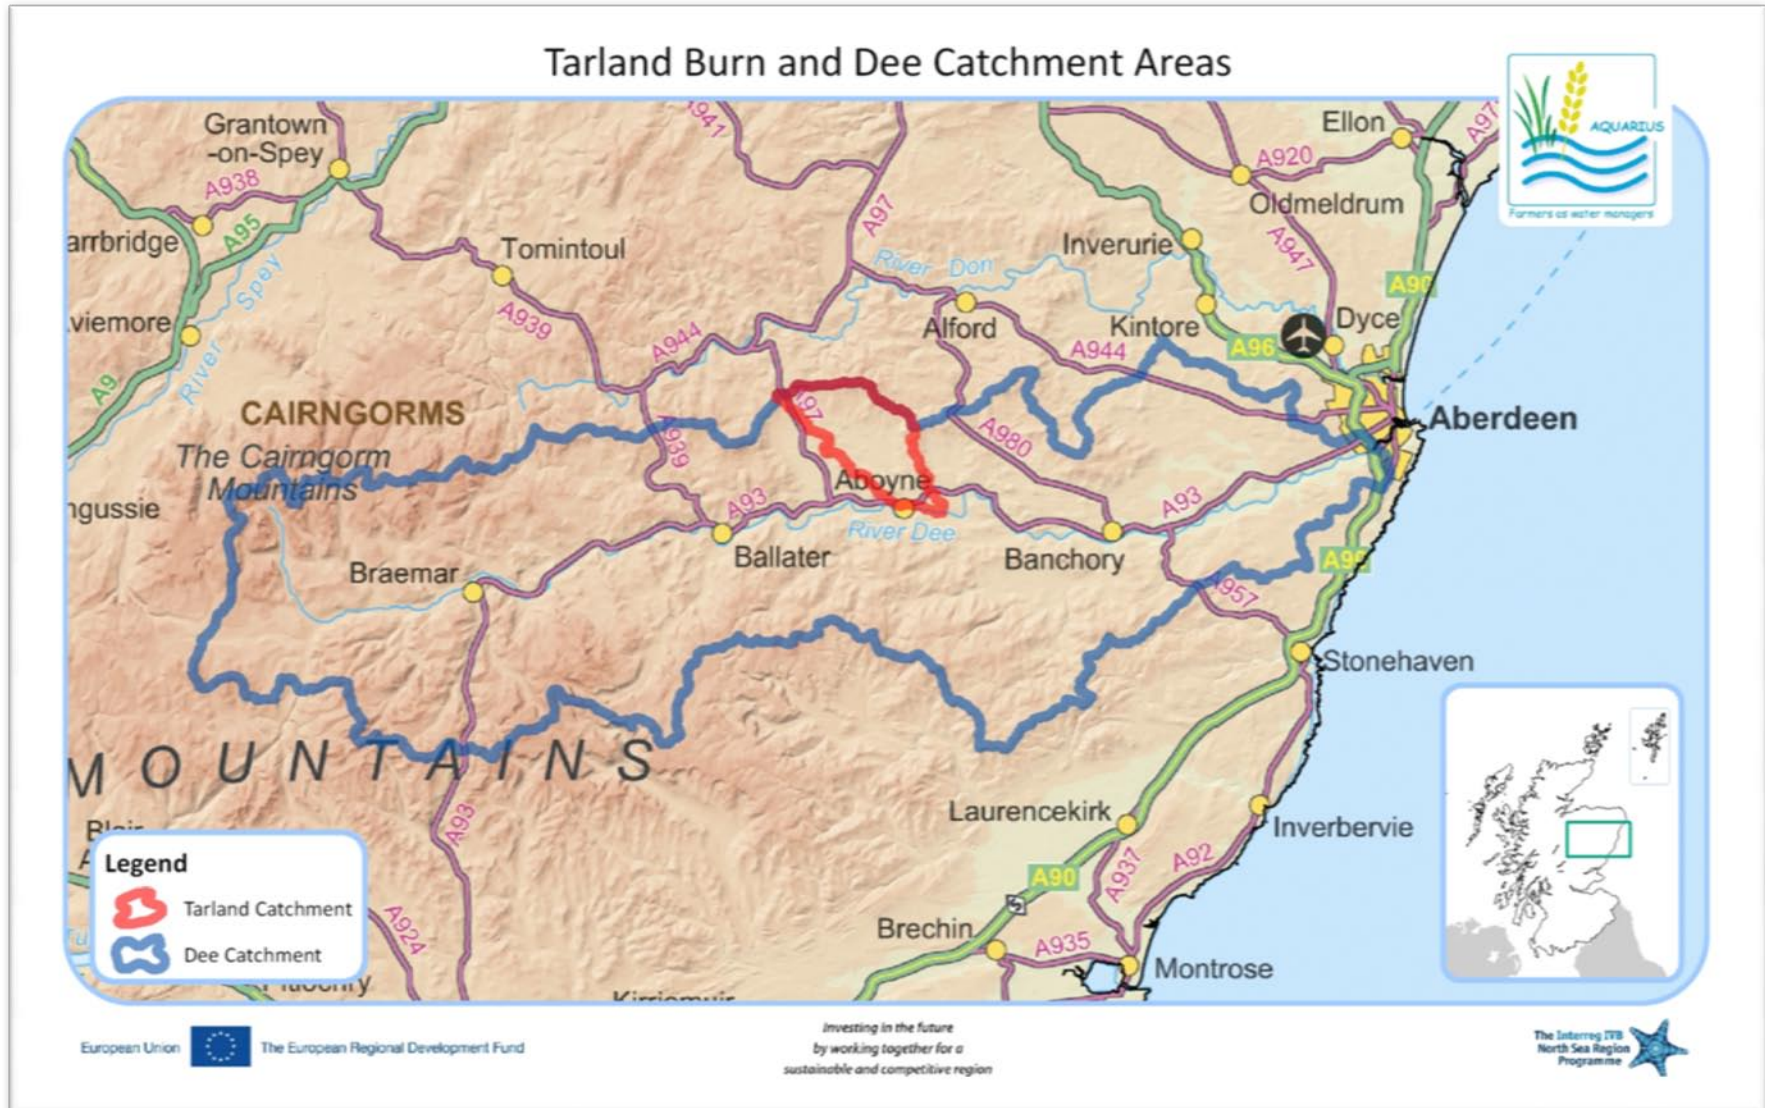 Tarland Burn and Dee Catchment Areas
AQUARIUS
Farmers as water managers
Grantown
-on-Spey
A941
Ellon
A97
A920
A938
Oldmeldrum
A97
A95
arrbridge
Tomintoul
Inverurie
A947
River Don
Spey
A90
viemore
A939
Alford
Kintore
Dyce
A944
A944
A96
River
A9
CAIRNGORMS
A97
Aberdeen
The Cairngorm
Mountains
A939
A980
Aboyne
ngussie
A93
A93
River Dee
Ballater
Banchory
Braemar
A957
Stonehaven
MOUNTAINS
Laurencekirk
Inverbervie
A93
A92
A937
A90
Legend
Tarland Catchment
Dee Catchment
A924
Brechin
A935
Montrose
European Union
The European Regional Development Fund
Investing in the future
by working together for a
sustainable and competitive region
The Interreg IVB
North Sea Region
Programme